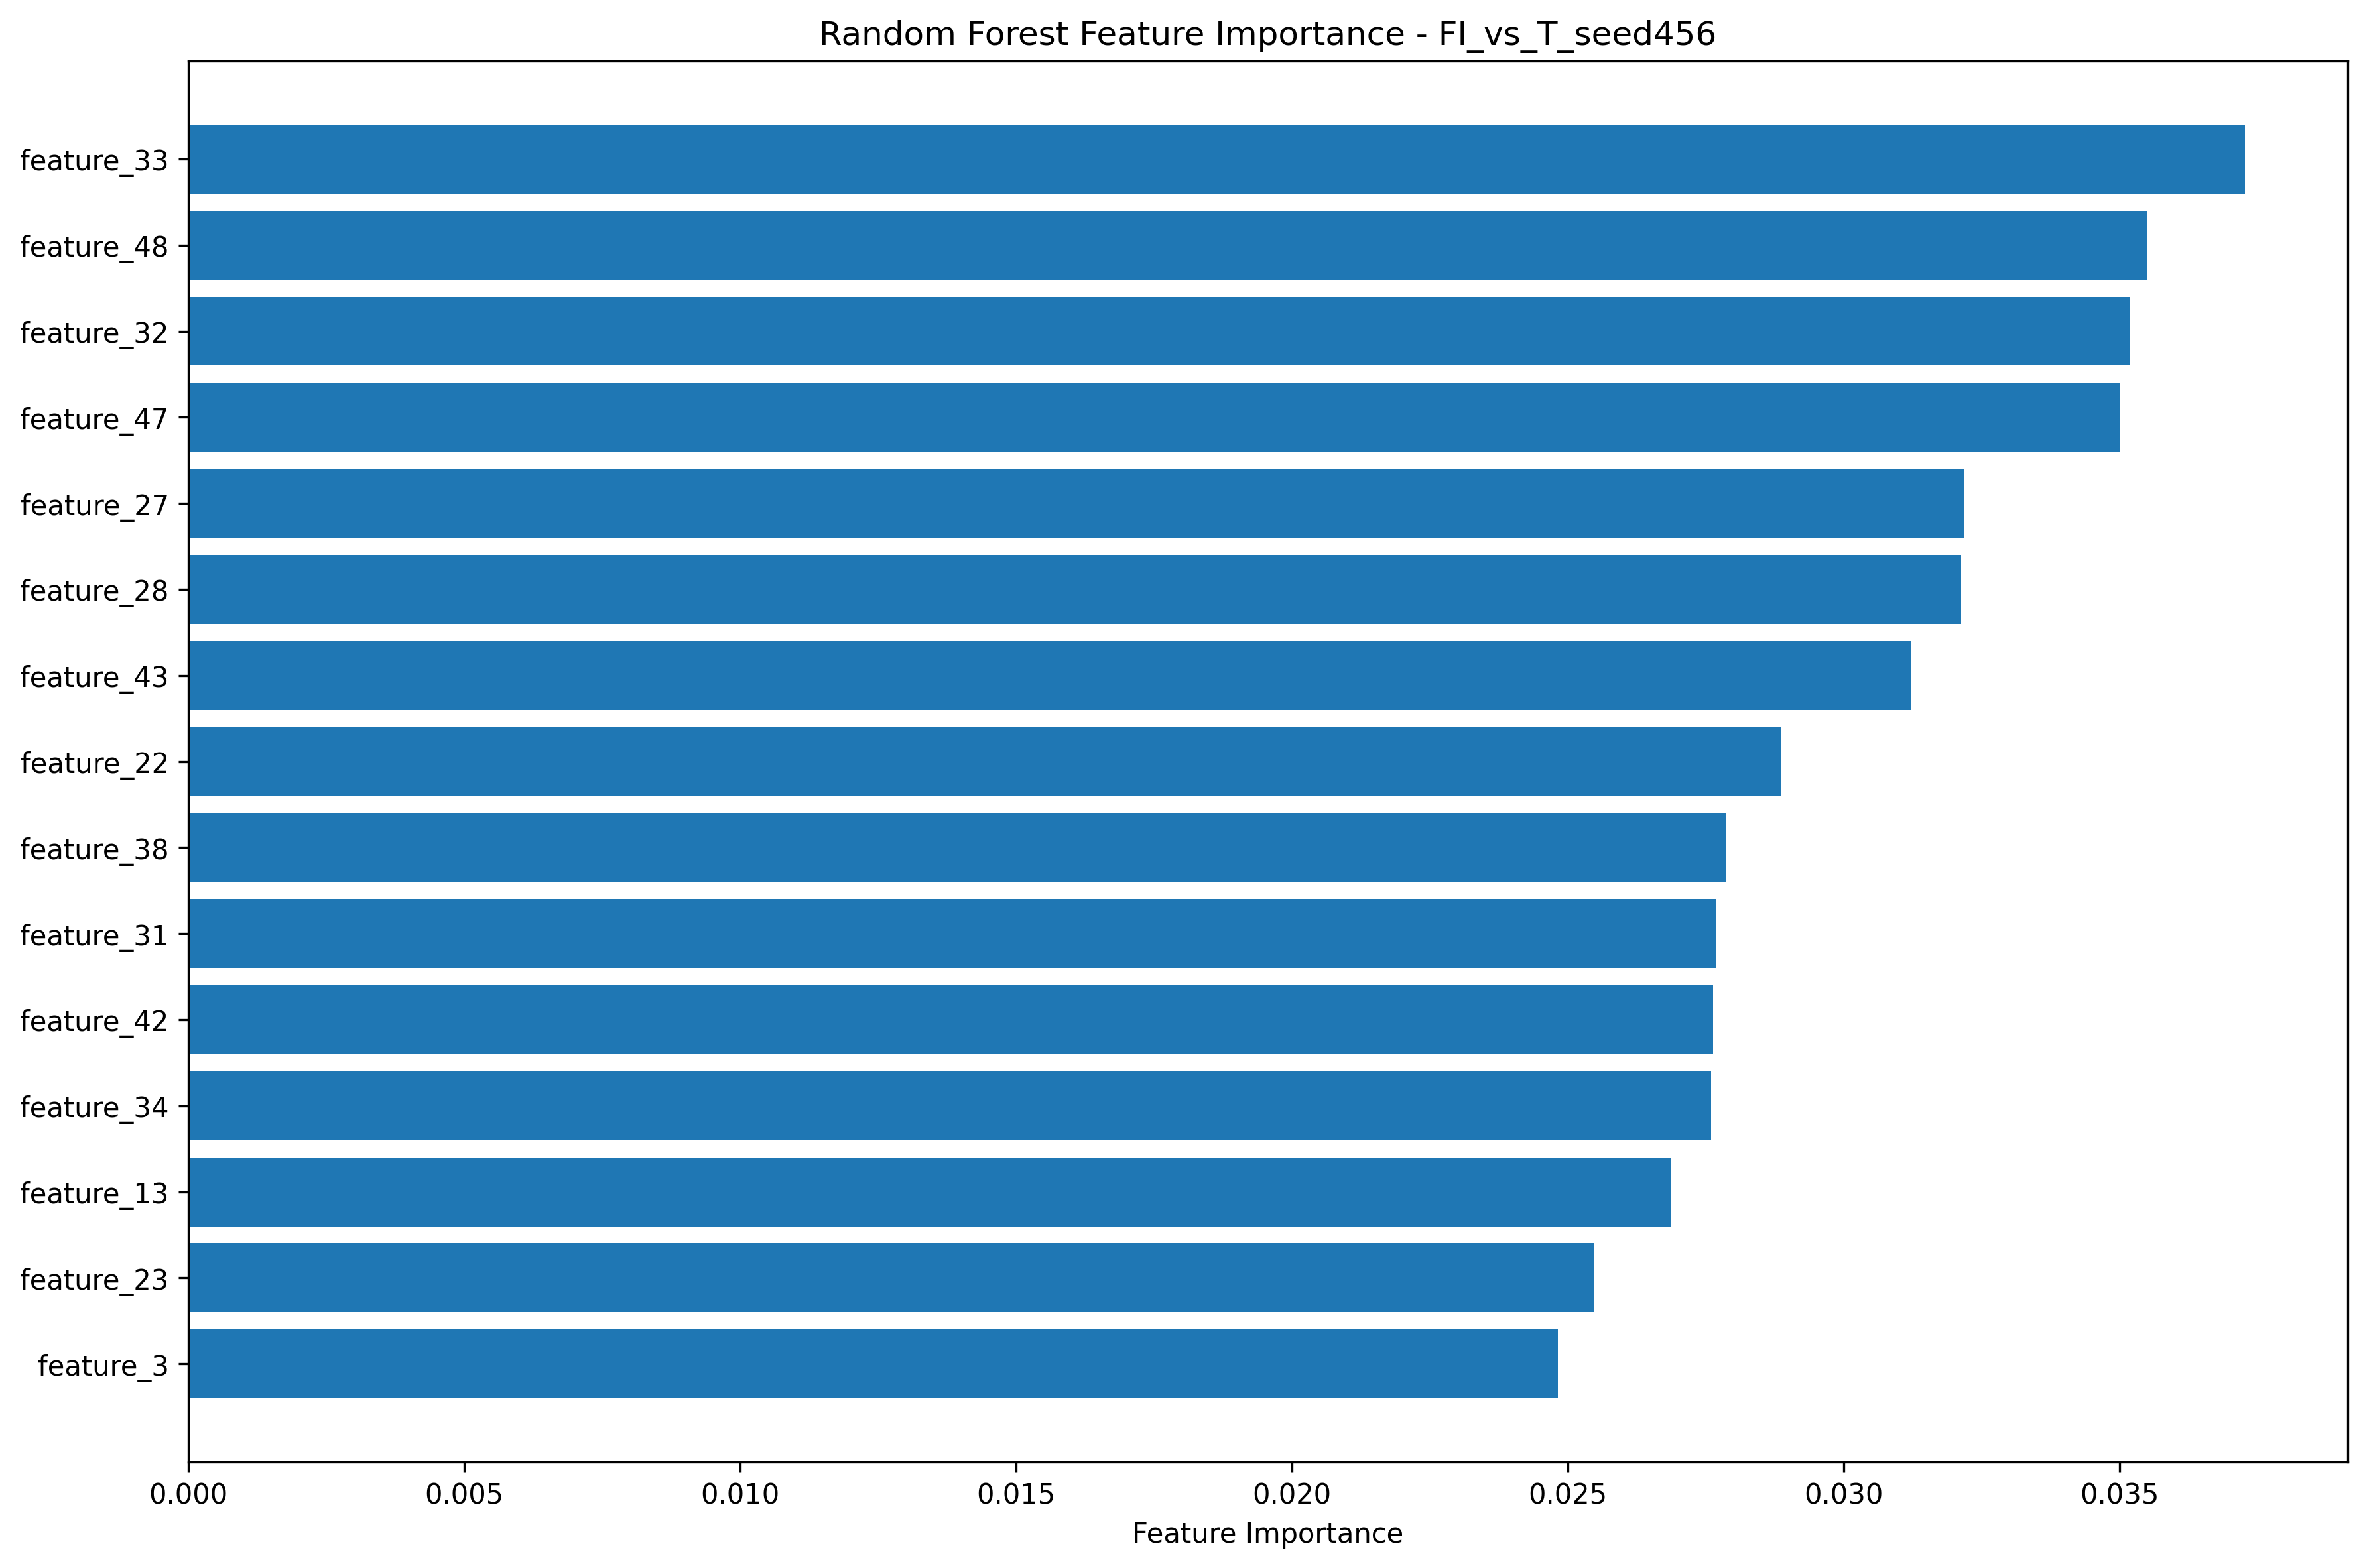 Random Forest Feature Importance - FI_vs_T_seed456
feature_33
feature_48
feature_32
feature_47
feature_27
feature_28
feature_43
feature_22
feature_38
feature_31
feature_42
feature_34
feature_13
feature_23
feature_3
0.000 0.005 0.010 0.015 0.020 0.025 0.030 0.035
Feature Importance